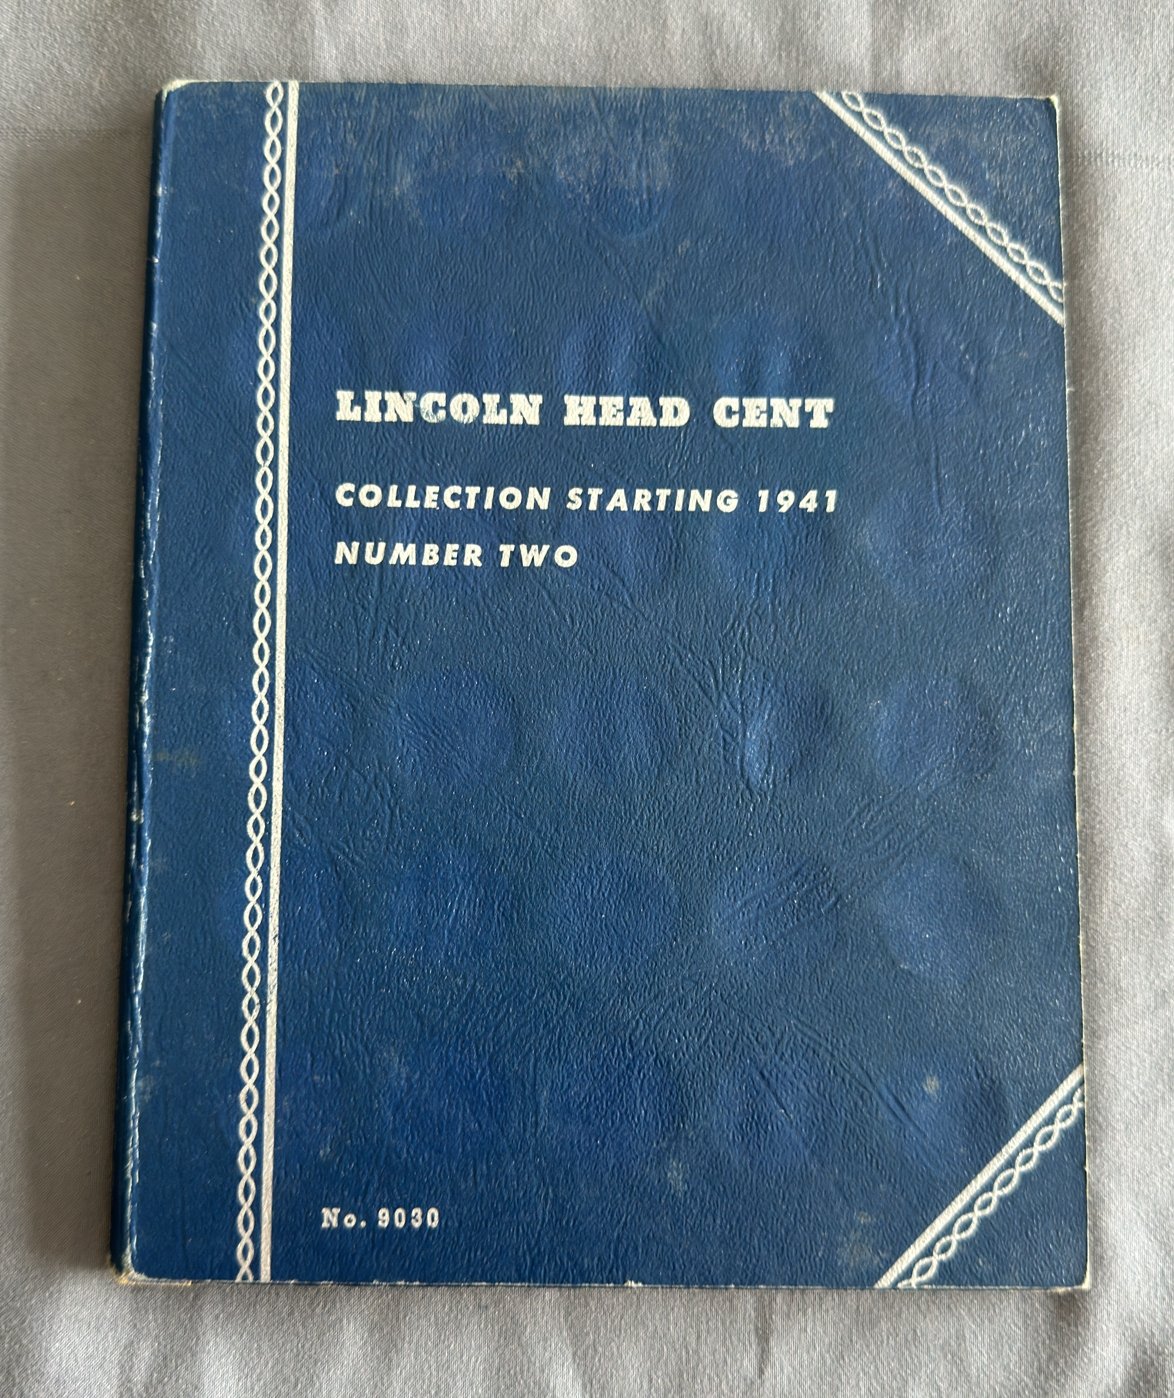 LINCOLN HEAD CENT
COLLECTION STARTING 1941
NUMBER TWO
No. 9030